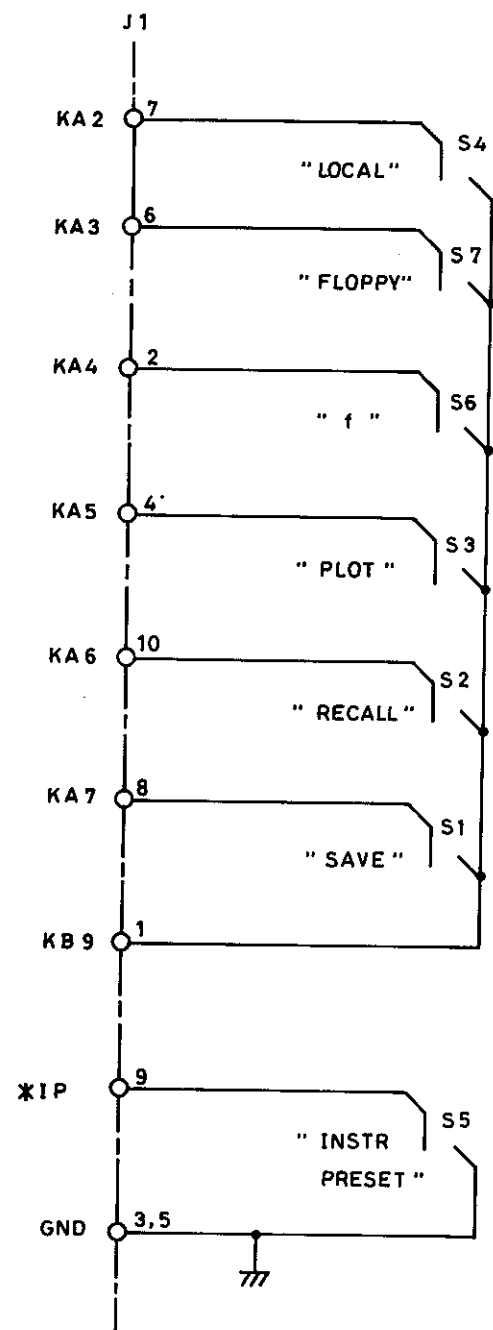 J1
KA2 7 S4
"LOCAL"
KA3 6 S7
"FLOPPY"
KA4 2 S6
"f"
KA5 4 S3
"PLOT"
KA6 10 S2
"RECALL"
KA7 8 S1
"SAVE"
KB9 1
*IP 9 S5
"INSTR
PRESET"
GND 3,5